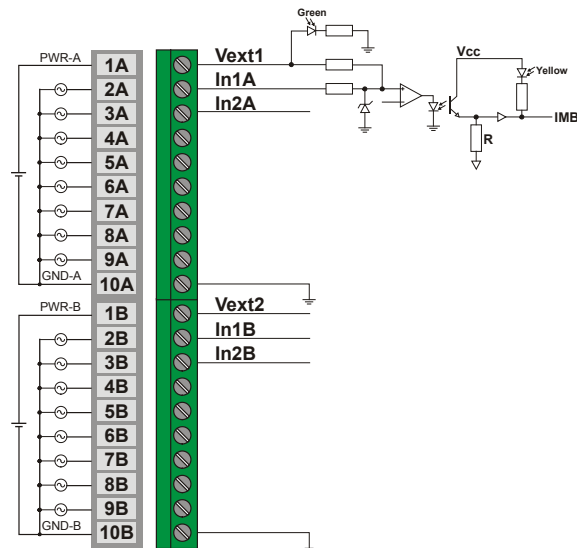 Green
PWR-A 1A Vext1
Vcc
Yellow
2A In1A
3A In2A
IMB
R
4A
5A
6A
7A
8A
9A
GND-A 10A
PWR-B 1B Vext2
2B In1B
3B In2B
4B
5B
6B
7B
8B
9B
GND-B 10B